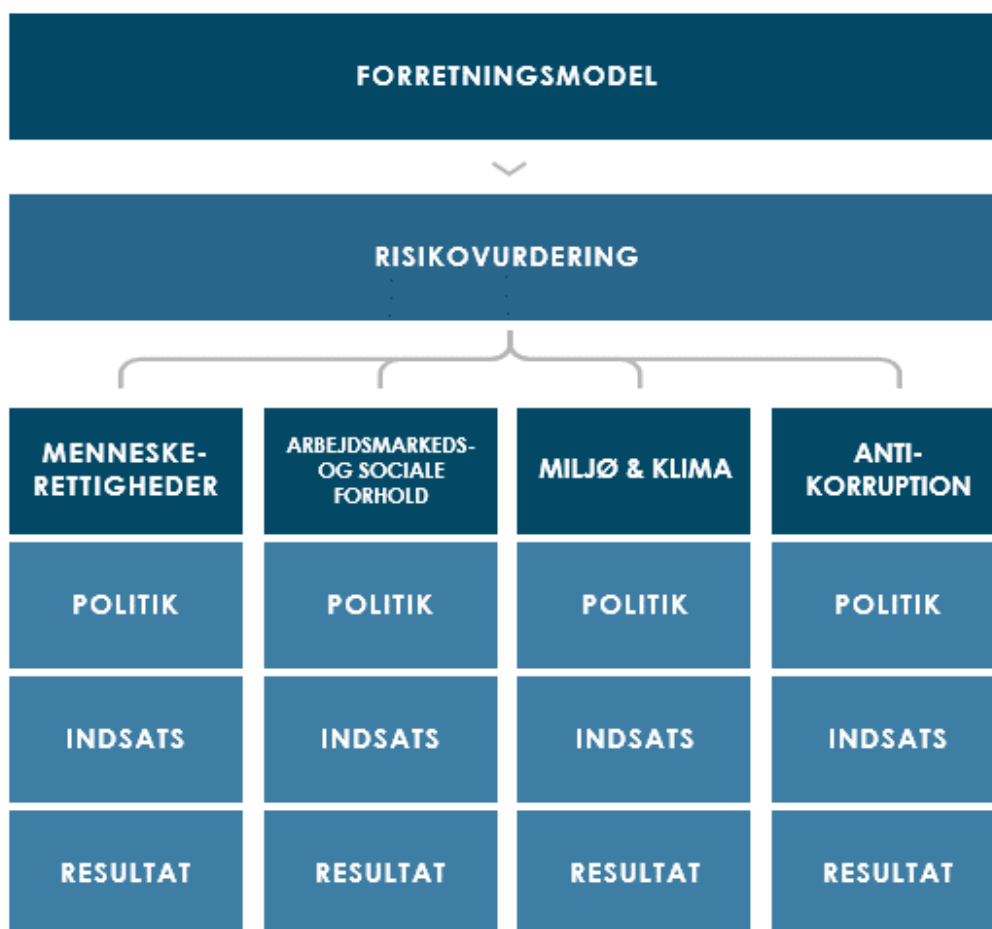 FORRETNINGSMODEL
RISIKOVURDERING
MENNESKE-
RETTIGHEDER
ARBEJDSMARKEDS-
OG SOCIALE
FORHOLD
MILJØ & KLIMA
ANTI-
KORRUPTION
POLITIK
POLITIK
POLITIK
POLITIK
INDSATS
INDSATS
INDSATS
INDSATS
RESULTAT
RESULTAT
RESULTAT
RESULTAT